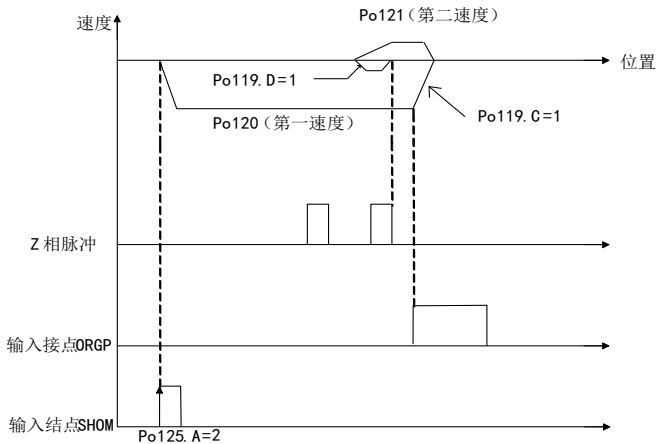 Po121（第二速度）
速度
位置
Po119.D=1
Po120（第一速度）
Po119.C=1
Z 相脉冲
输入接点ORGP
输入结点SHOM
Po125.A=2